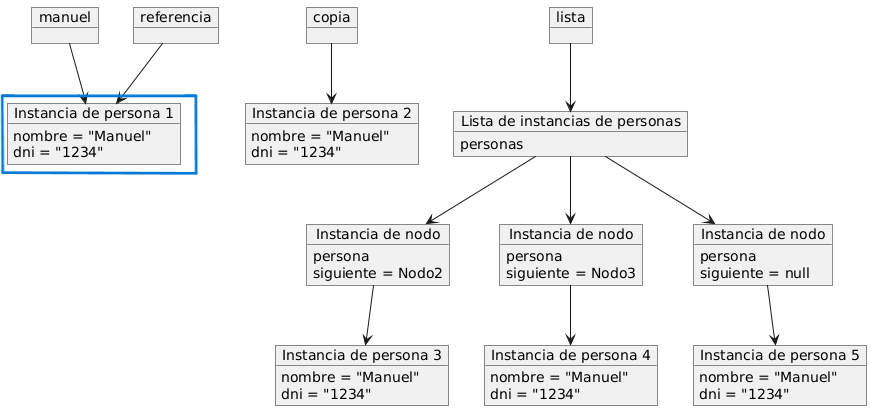 manuel
referencia
copia
lista
Instancia de persona 1
nombre = "Manuel"
dni = "1234"
Instancia de persona 2
nombre = "Manuel"
dni = "1234"
Lista de instancias de personas
personas
Instancia de nodo
persona
siguiente = Nodo2
Instancia de nodo
persona
siguiente = Nodo3
Instancia de nodo
persona
siguiente = null
Instancia de persona 3
nombre = "Manuel"
dni = "1234"
Instancia de persona 4
nombre = "Manuel"
dni = "1234"
Instancia de persona 5
nombre = "Manuel"
dni = "1234"